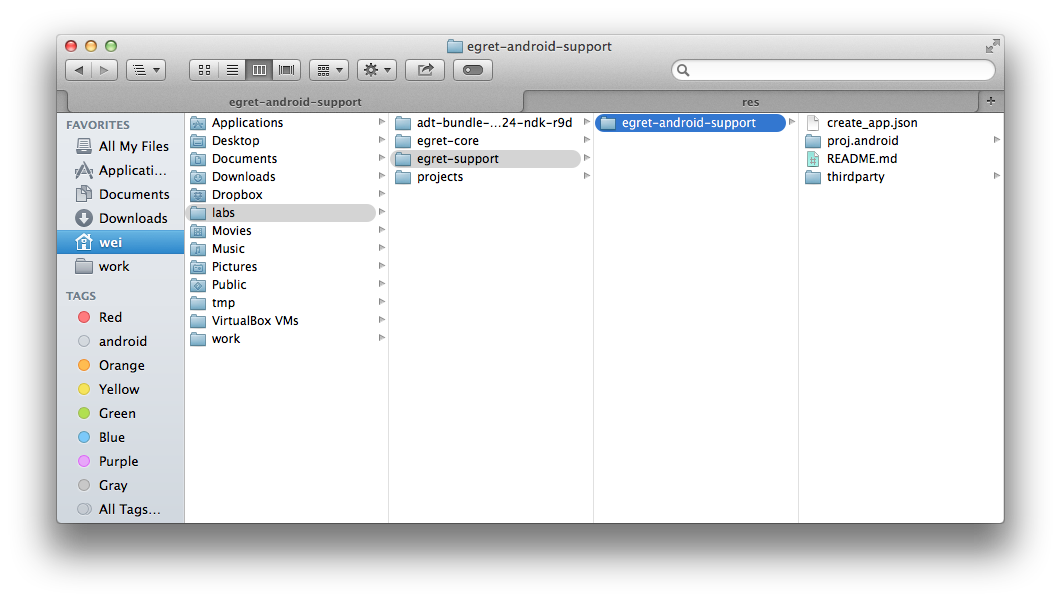 egret-android-support
egret-android-support
res
FAVORITES
All My Files
Applicati...
Documents
Downloads
wei
work
TAGS
Red
android
Orange
Yellow
Green
Blue
Purple
Gray
All Tags...
Applications
Desktop
Documents
Downloads
Dropbox
labs
Movies
Music
Pictures
Public
tmp
VirtualBox VMs
work
adt-bundle-...24-ndk-r9d
egret-core
egret-support
projects
egret-android-support
create_app.json
proj.android
README.md
thirdparty